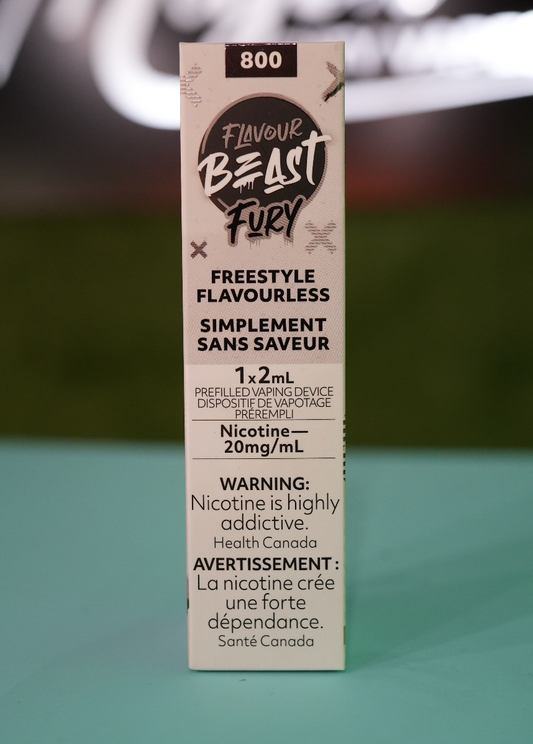 800
FLAVOUR
BEAST
FURY
FREESTYLE
FLAVOURLESS
SIMPLEMENT
SANS SAVEUR
1x2mL
PREFILLED VAPING DEVICE
DISPOSITIF DE VAPOTAGE
PRÉREMPLI
Nicotine—
20mg/mL
WARNING:
Nicotine is highly
addictive.
Health Canada
AVERTISSEMENT :
La nicotine crée
une forte
dépendance.
Santé Canada